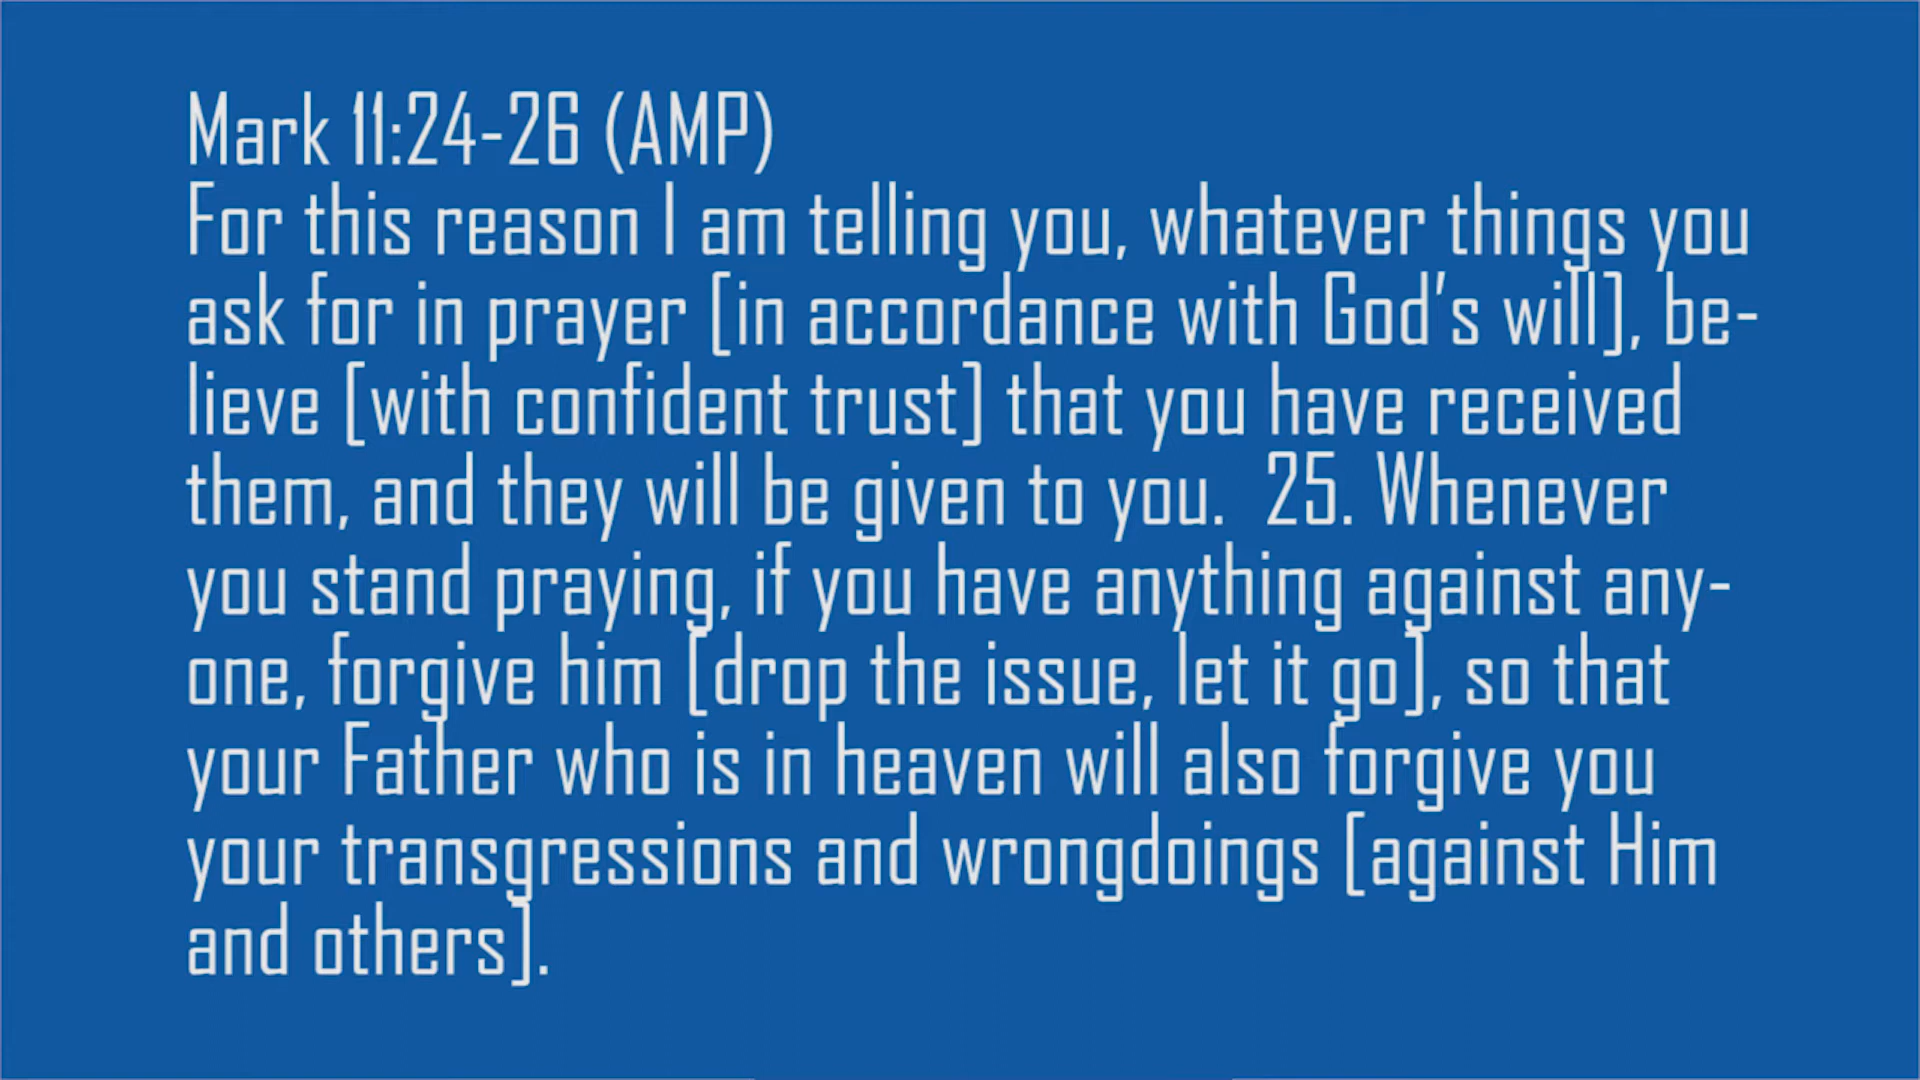 Mark 11:24-26 (AMP)
For this reason I am telling you, whatever things you
ask for in prayer [in accordance with God's will], be-
lieve [with confident trust] that you have received
them, and they will be given to you.  25. Whenever
you stand praying, if you have anything against any-
one, forgive him [drop the issue, let it go], so that
your Father who is in heaven will also forgive you
your transgressions and wrongdoings [against Him
and others].